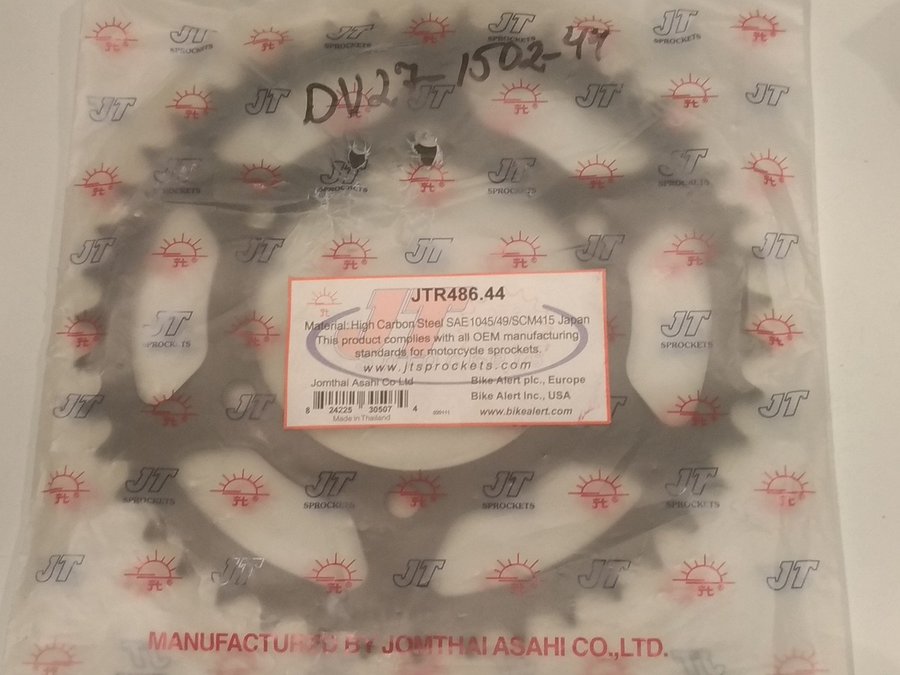 DV27-1502-44
JTR486.44
Material: High Carbon Steel SAE1045/49/SCM415 Japan
This product complies with all OEM manufacturing
standards for motorcycle sprockets.
www.jtsprockets.com
Jomthai Asahi Co Ltd
Bike Alert plc., Europe
Bike Alert Inc., USA
8 24225 30507 4
www.bikealert.com
Made in Thailand
JT
SPROCKETS
MANUFACTURED BY JOMTHAI ASAHI CO.,LTD.